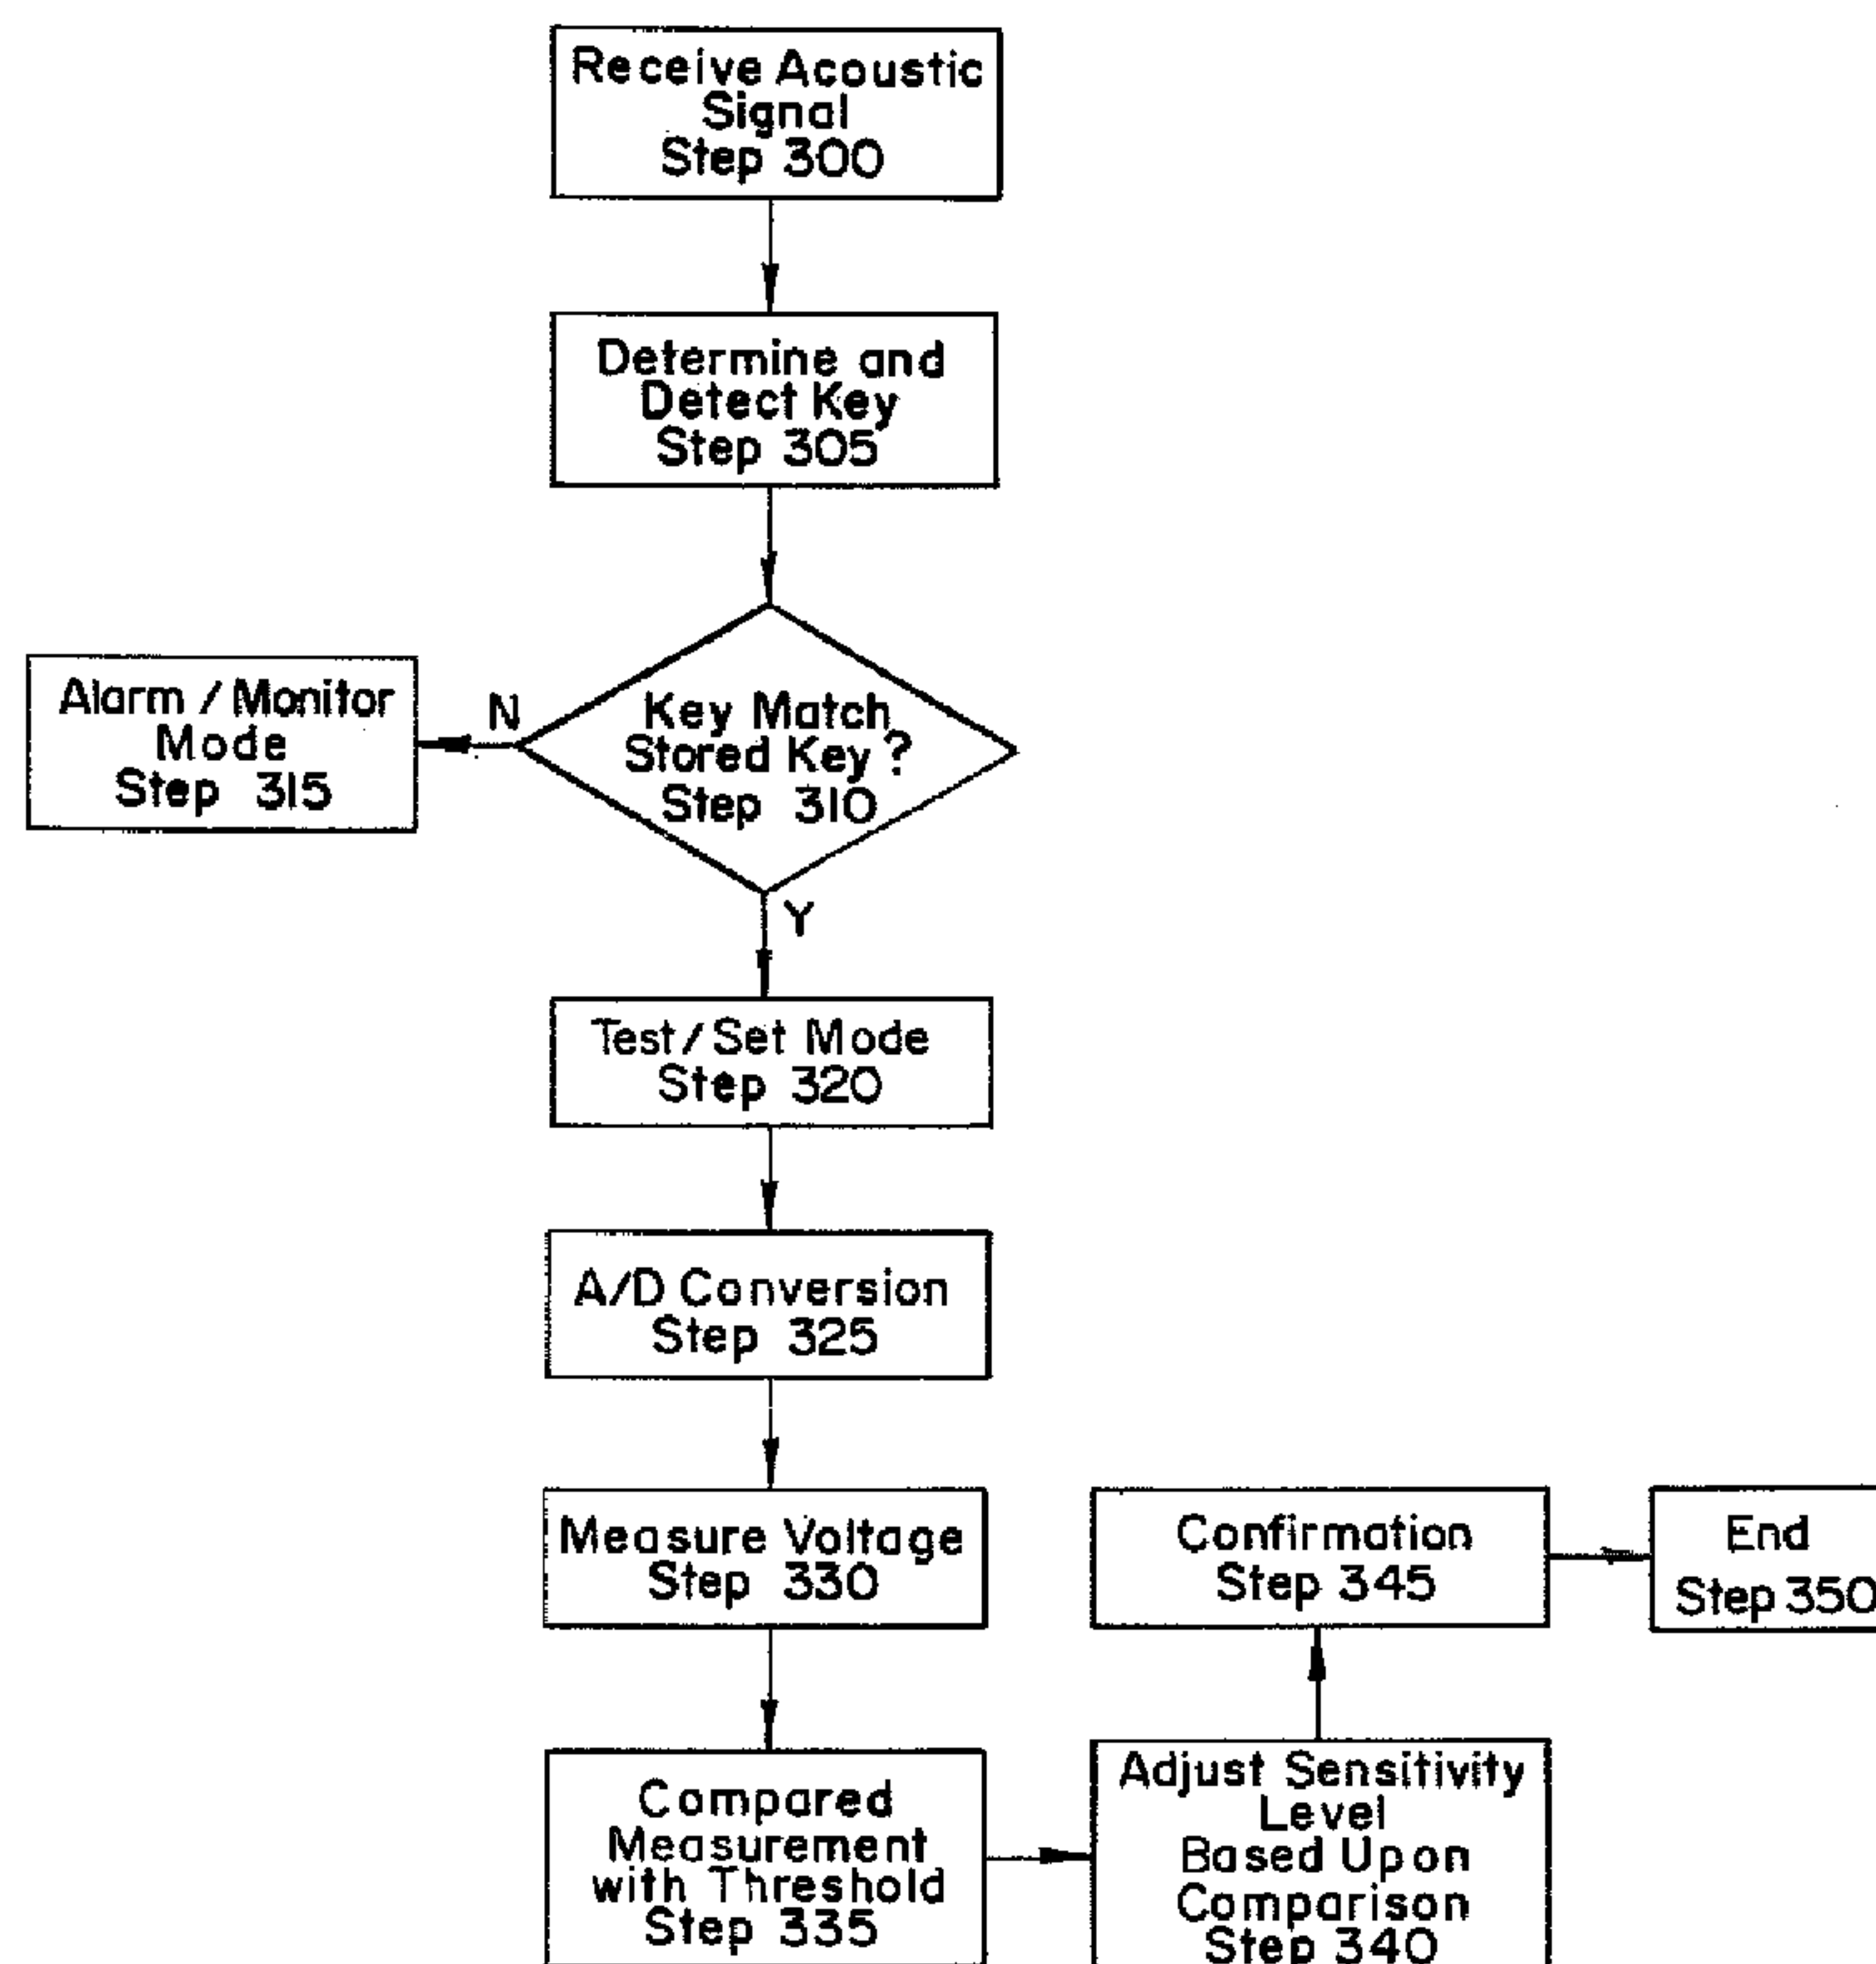 Receive Acoustic
Signal
Step 300
Determine and
Detect Key
Step 305
Alarm / Monitor
Mode
Step 315
N
Key Match
Stored Key ?
Step 310
Y
Test/Set Mode
Step 320
A/D Conversion
Step 325
Measure Voltage
Step 330
Confirmation
Step 345
End
Step 350
Compared
Measurement
with Threshold
Step 335
Adjust Sensitivity
Level
Based Upon
Comparison
Step 340